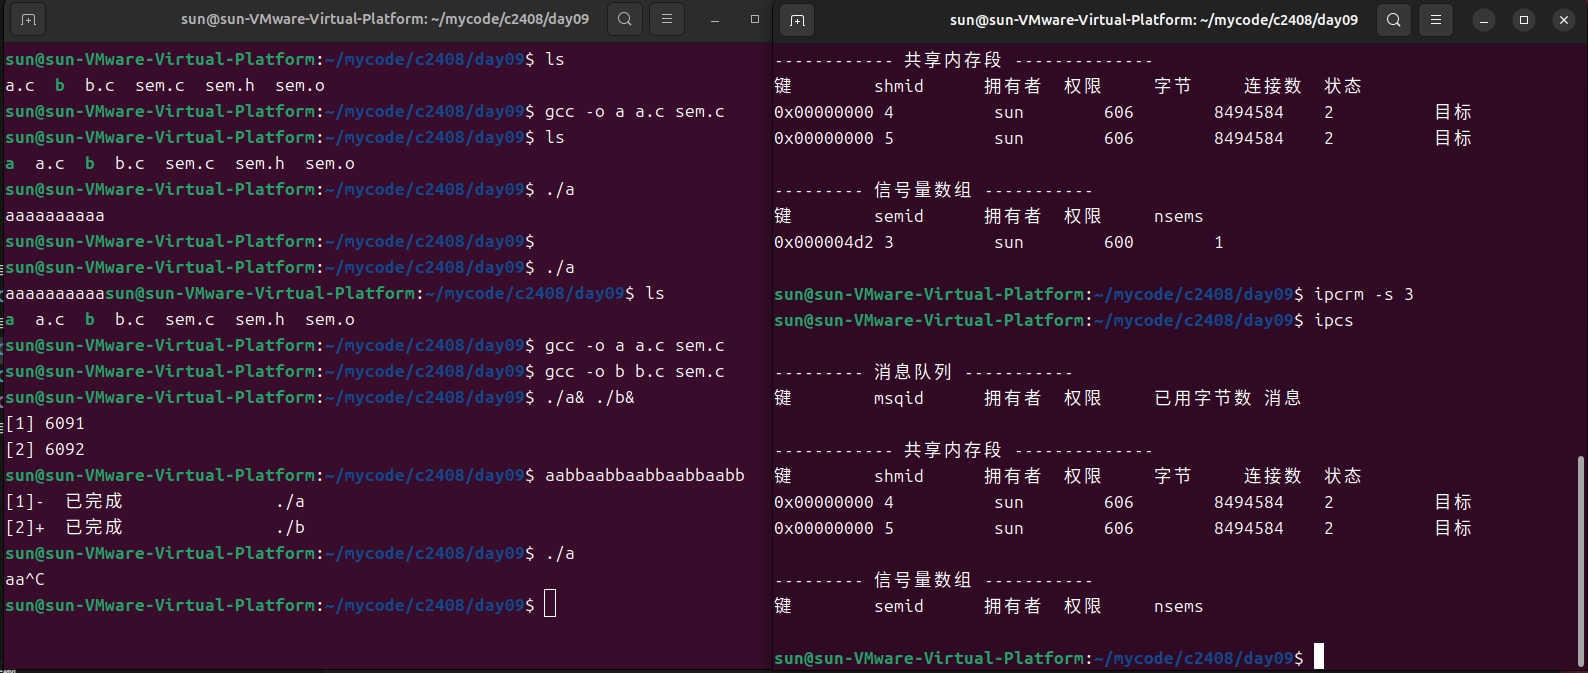 sun@sun-VMware-Virtual-Platform: ~/mycode/c2408/day09
sun@sun-VMware-Virtual-Platform:~/mycode/c2408/day09$ ls
a.c  b  b.c  sem.c  sem.h  sem.o
sun@sun-VMware-Virtual-Platform:~/mycode/c2408/day09$ gcc -o a a.c sem.c
sun@sun-VMware-Virtual-Platform:~/mycode/c2408/day09$ ls
a  a.c  b  b.c  sem.c  sem.h  sem.o
sun@sun-VMware-Virtual-Platform:~/mycode/c2408/day09$ ./a
aaaaaaaaaa
sun@sun-VMware-Virtual-Platform:~/mycode/c2408/day09$
sun@sun-VMware-Virtual-Platform:~/mycode/c2408/day09$ ./a
aaaaaaaaaasun@sun-VMware-Virtual-Platform:~/mycode/c2408/day09$ ls
a  a.c  b  b.c  sem.c  sem.h  sem.o
sun@sun-VMware-Virtual-Platform:~/mycode/c2408/day09$ gcc -o a a.c sem.c
sun@sun-VMware-Virtual-Platform:~/mycode/c2408/day09$ gcc -o b b.c sem.c
sun@sun-VMware-Virtual-Platform:~/mycode/c2408/day09$ ./a& ./b&
[1] 6091
[2] 6092
sun@sun-VMware-Virtual-Platform:~/mycode/c2408/day09$ aabbaabbaabbaabbaabb
[1]-  已完成               ./a
[2]+  已完成               ./b
sun@sun-VMware-Virtual-Platform:~/mycode/c2408/day09$ ./a
aa^C
sun@sun-VMware-Virtual-Platform:~/mycode/c2408/day09$
sun@sun-VMware-Virtual-Platform: ~/mycode/c2408/day09
------------ 共享内存段 --------------
键        shmid      拥有者  权限     字节     连接数  状态
0x00000000 4          sun        606        8494584    2          目标
0x00000000 5          sun        606        8494584    2          目标
--------- 信号量数组 -----------
键        semid      拥有者  权限     nsems
0x000004d2 3          sun        600        1
sun@sun-VMware-Virtual-Platform:~/mycode/c2408/day09$ ipcrm -s 3
sun@sun-VMware-Virtual-Platform:~/mycode/c2408/day09$ ipcs
--------- 消息队列 -----------
键        msqid      拥有者  权限     已用字节数 消息
------------ 共享内存段 --------------
键        shmid      拥有者  权限     字节     连接数  状态
0x00000000 4          sun        606        8494584    2          目标
0x00000000 5          sun        606        8494584    2          目标
--------- 信号量数组 -----------
键        semid      拥有者  权限     nsems
sun@sun-VMware-Virtual-Platform:~/mycode/c2408/day09$